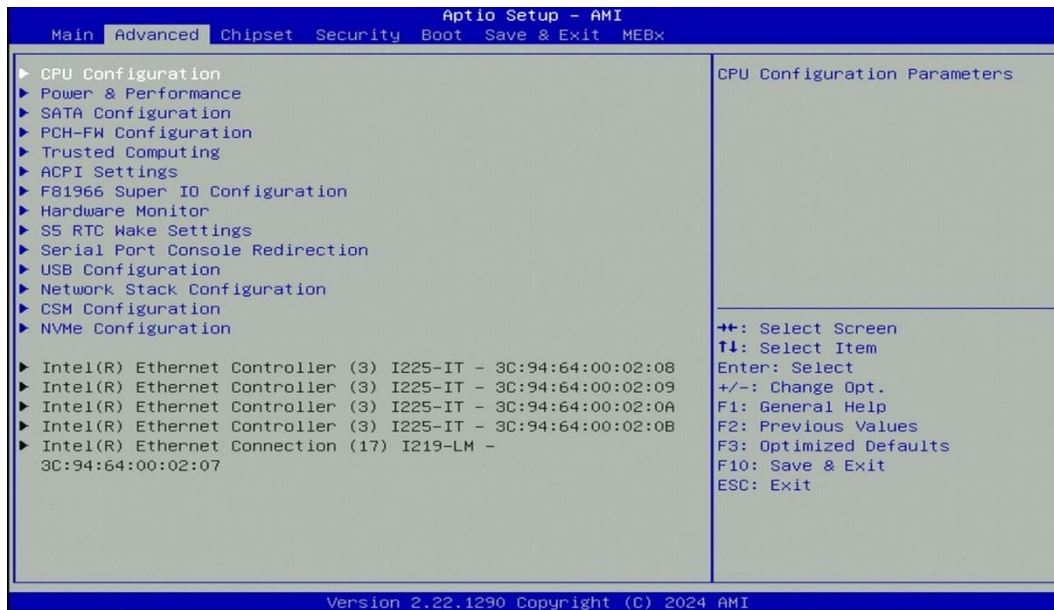 Aptio Setup – AMI
Main Advanced Chipset Security Boot Save & Exit MEBx
▶ CPU Configuration
▶ Power & Performance
▶ SATA Configuration
▶ PCH-FW Configuration
▶ Trusted Computing
▶ ACPI Settings
▶ F81966 Super IO Configuration
▶ Hardware Monitor
▶ S5 RTC Wake Settings
▶ Serial Port Console Redirection
▶ USB Configuration
▶ Network Stack Configuration
▶ CSM Configuration
▶ NVMe Configuration
▶ Intel(R) Ethernet Controller (3) I225-IT – 3C:94:64:00:02:08
▶ Intel(R) Ethernet Controller (3) I225-IT – 3C:94:64:00:02:09
▶ Intel(R) Ethernet Controller (3) I225-IT – 3C:94:64:00:02:0A
▶ Intel(R) Ethernet Controller (3) I225-IT – 3C:94:64:00:02:0B
▶ Intel(R) Ethernet Connection (17) I219-LM –
3C:94:64:00:02:07
CPU Configuration Parameters
→←: Select Screen
↑↓: Select Item
Enter: Select
+/-: Change Opt.
F1: General Help
F2: Previous Values
F3: Optimized Defaults
F10: Save & Exit
ESC: Exit
Version 2.22.1290 Copyright (C) 2024 AMI